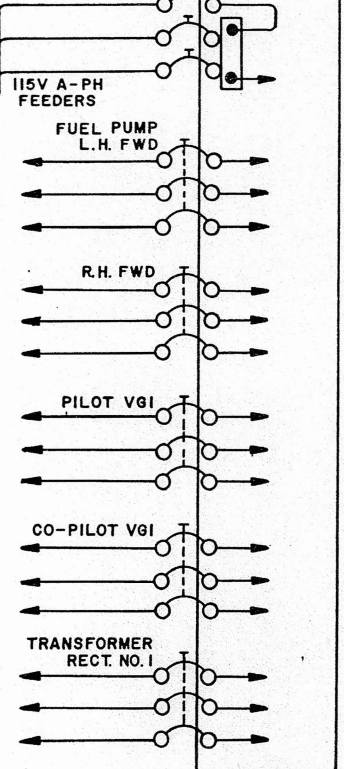 115V A-PH
FEEDERS
FUEL PUMP
L.H. FWD
R.H. FWD
PILOT VGI
CO-PILOT VGI
TRANSFORMER
RECT. NO. 1